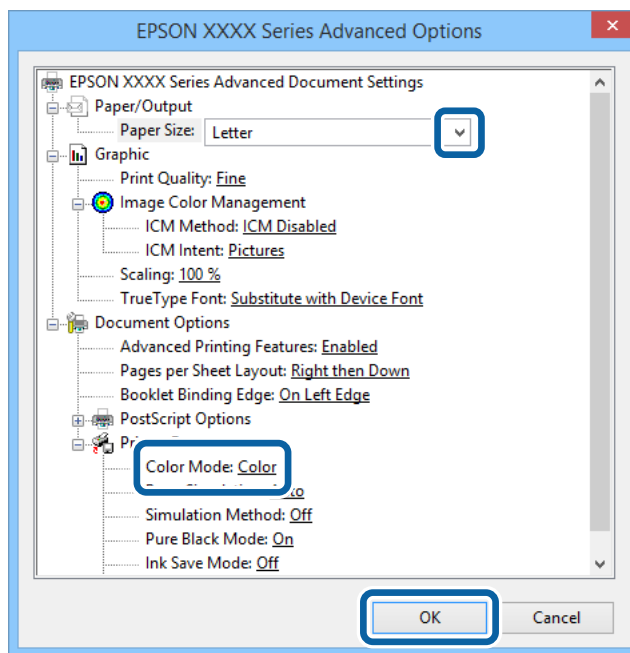 EPSON XXXX Series Advanced Options
EPSON XXXX Series Advanced Document Settings
Paper/Output
Paper Size: Letter
Graphic
Print Quality: Fine
Image Color Management
ICM Method: ICM Disabled
ICM Intent: Pictures
Scaling: 100 %
TrueType Font: Substitute with Device Font
Document Options
Advanced Printing Features: Enabled
Pages per Sheet Layout: Right then Down
Booklet Binding Edge: On Left Edge
PostScript Options
Color Mode: Color
Simulation Method: Off
Pure Black Mode: On
Ink Save Mode: Off
OK Cancel